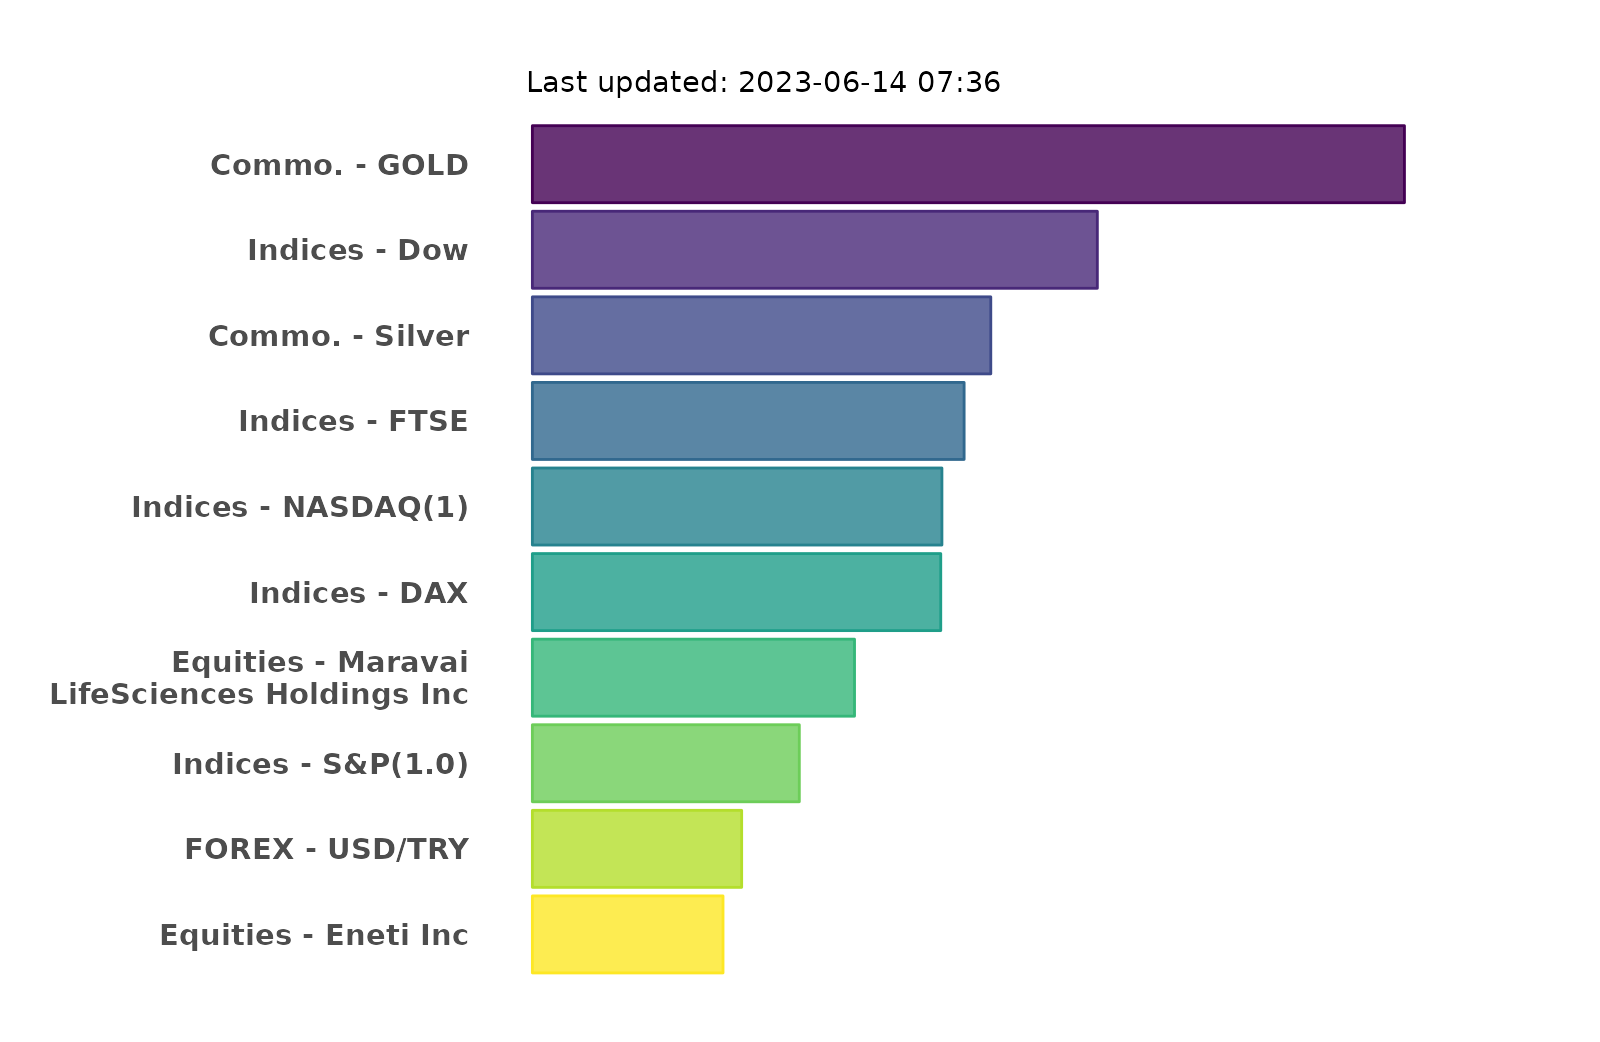 Last updated: 2023-06-14 07:36
Commo. - GOLD
Indices - Dow
Commo. - Silver
Indices - FTSE
Indices - NASDAQ(1)
Indices - DAX
Equities - Maravai
LifeSciences Holdings Inc
Indices - S&P(1.0)
FOREX - USD/TRY
Equities - Eneti Inc